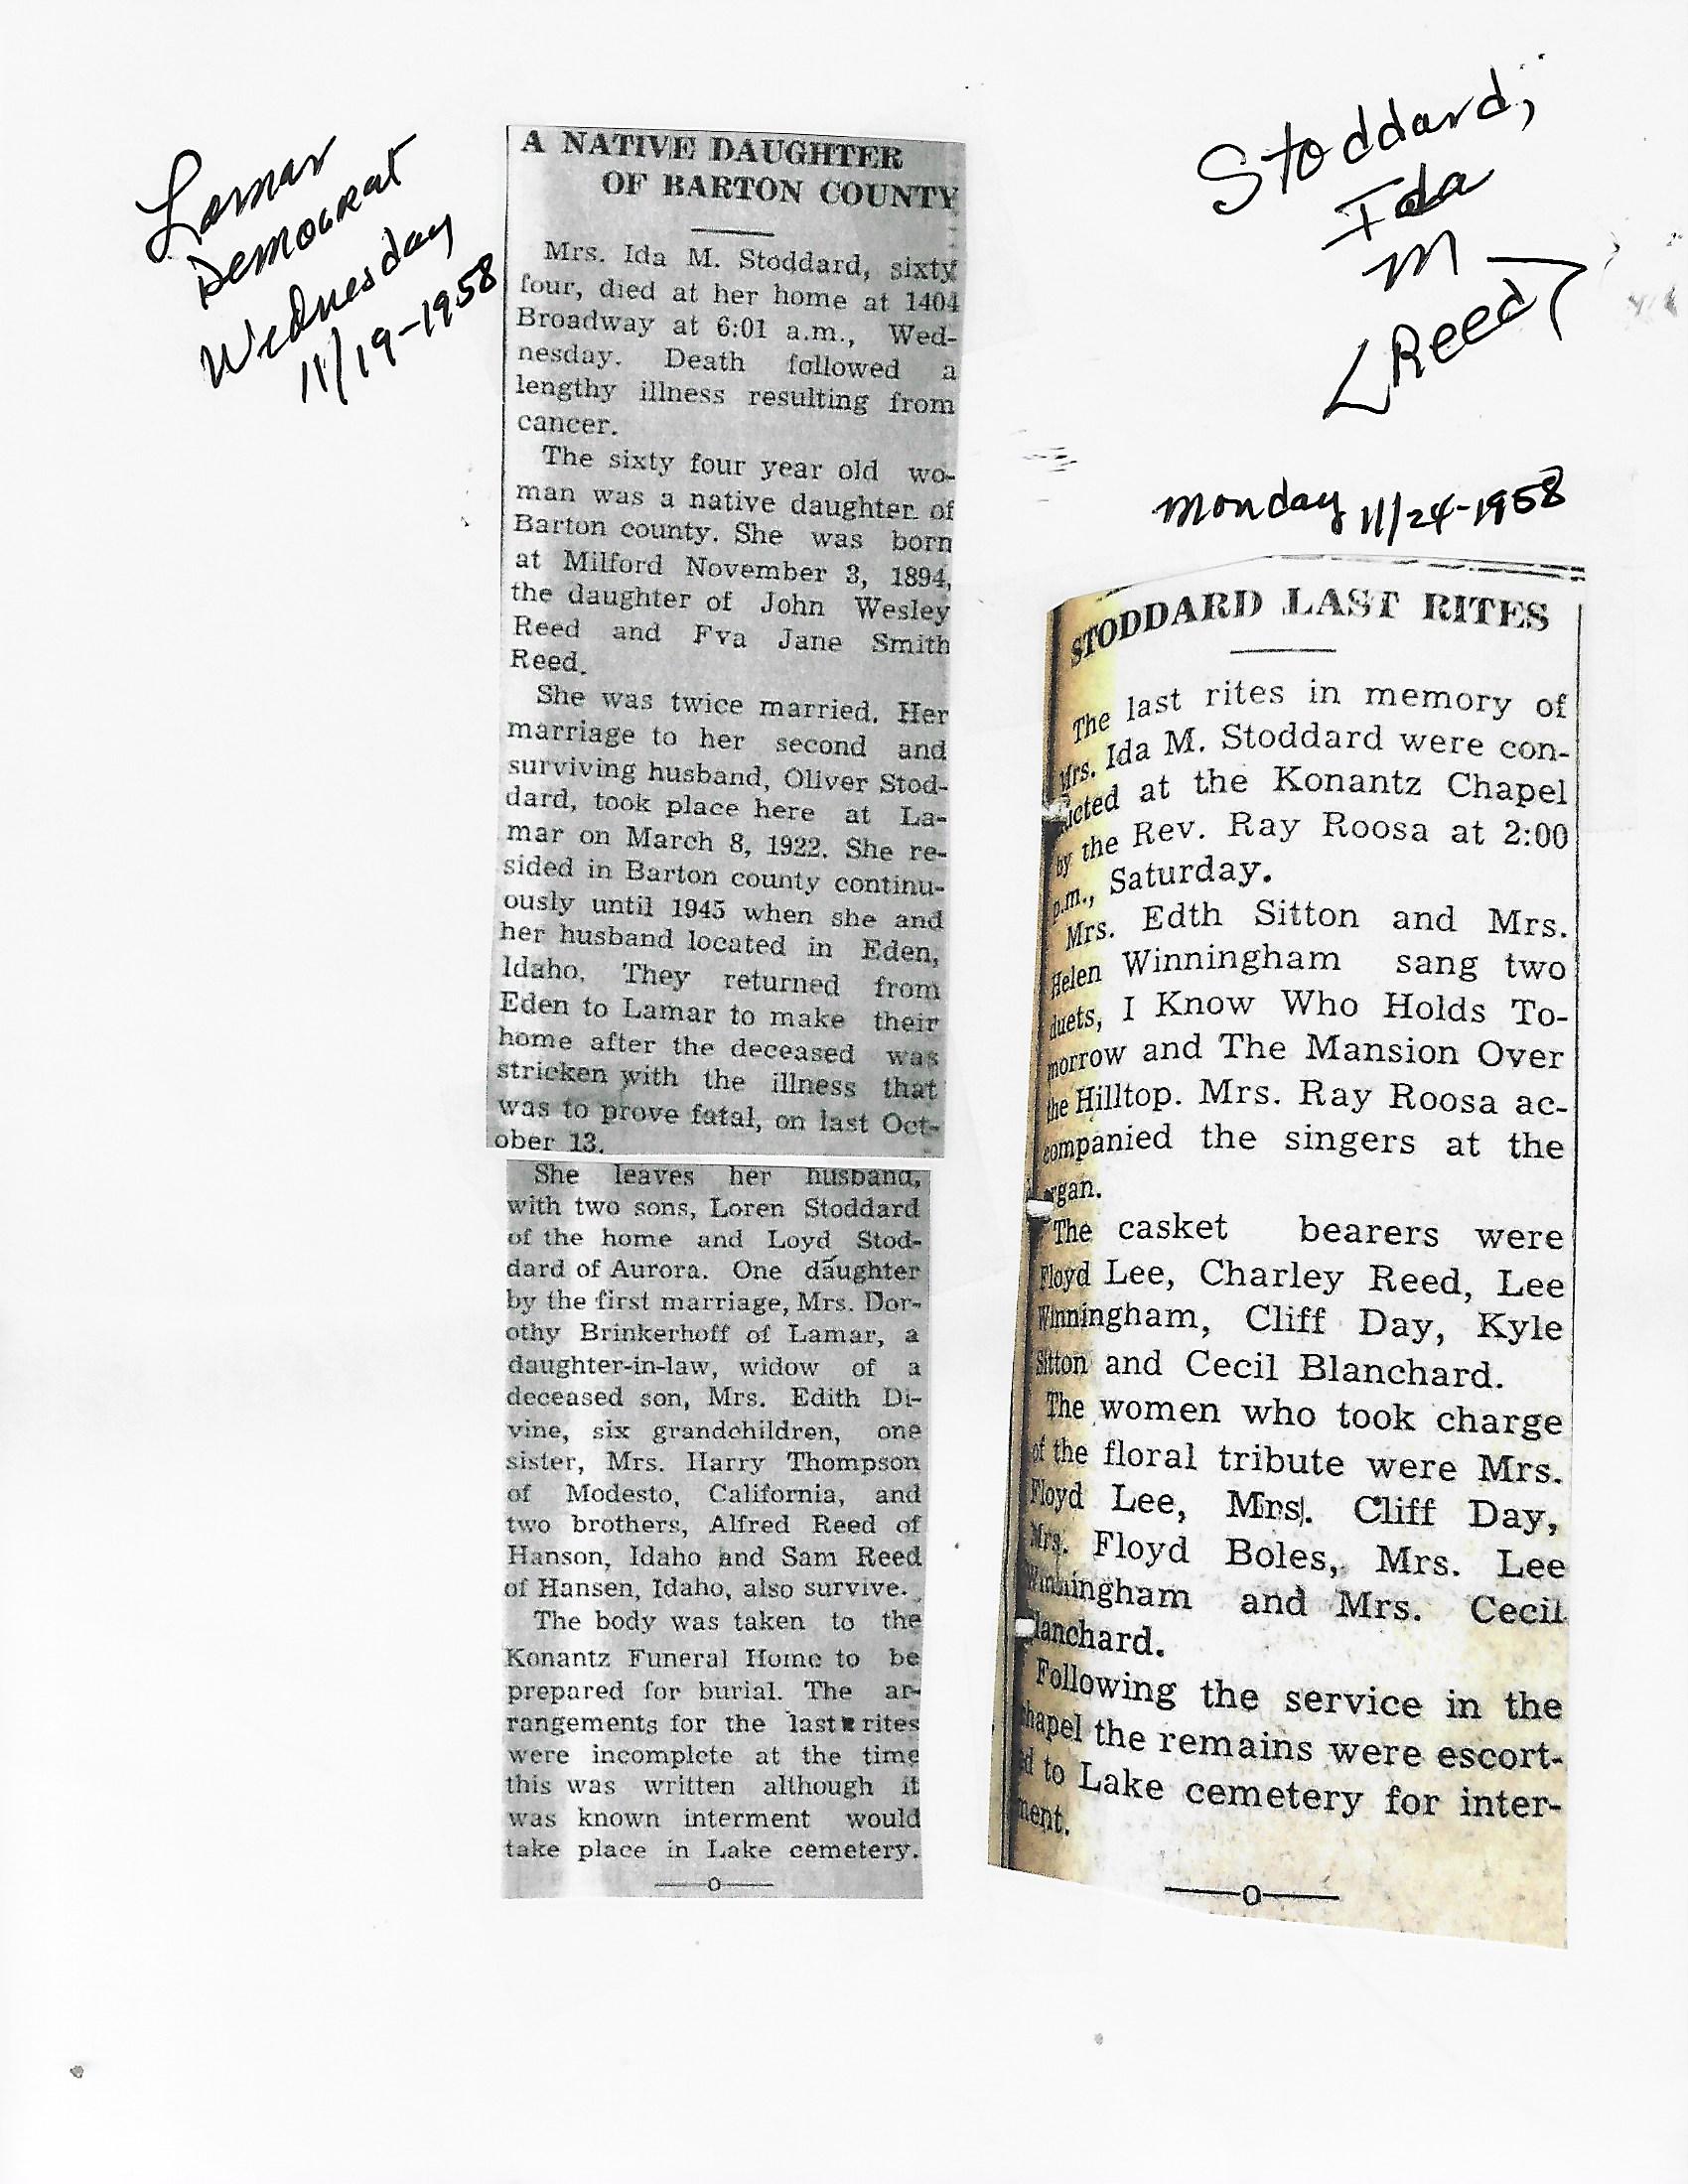 Lamar
Democrat
Wednesday
11/19-1958
A NATIVE DAUGHTER
OF BARTON COUNTY
Mrs. Ida M. Stoddard, sixty
four, died at her home at 1404
Broadway at 6:01 a.m., Wed-
nesday. Death followed a
lengthy illness resulting from
cancer.
The sixty four year old wo-
man was a native daughter of
Barton county. She was born
at Milford November 3, 1894,
the daughter of John Wesley
Reed and Fva Jane Smith
Reed.
She was twice married. Her
marriage to her second and
surviving husband, Oliver Stod-
dard, took place here at La-
mar on March 8, 1922. She re-
sided in Barton county continu-
ously until 1945 when she and
her husband located in Eden,
Idaho. They returned from
Eden to Lamar to make their
home after the deceased was
stricken with the illness that
was to prove fatal, on last Oct-
ober 13.
She leaves her husband,
with two sons, Loren Stoddard
of the home and Loyd Stod-
dard of Aurora. One daughter
by the first marriage, Mrs. Dor-
othy Brinkerhoff of Lamar, a
daughter-in-law, widow of a
deceased son, Mrs. Edith Di-
vine, six grandchildren, one
sister, Mrs. Harry Thompson
of Modesto, California, and
two brothers, Alfred Reed of
Hanson, Idaho and Sam Reed
of Hansen, Idaho, also survive.
The body was taken to the
Konantz Funeral Home to be
prepared for burial. The ar-
rangements for the last rites
were incomplete at the time
this was written although it
was known interment would
take place in Lake cemetery.
—o—
Stoddard,
Ida
M
<Reed>
Monday 11/24-1958
STODDARD LAST RITES
The last rites in memory of
Mrs. Ida M. Stoddard were con-
ucted at the Konantz Chapel
by the Rev. Ray Roosa at 2:00
p.m., Saturday.
Mrs. Edth Sitton and Mrs.
Helen Winningham sang two
duets, I Know Who Holds To-
morrow and The Mansion Over
the Hilltop. Mrs. Ray Roosa ac-
companied the singers at the
rgan.
The casket bearers were
Floyd Lee, Charley Reed, Lee
Winningham, Cliff Day, Kyle
Sitton and Cecil Blanchard.
The women who took charge
of the floral tribute were Mrs.
Floyd Lee, Mrs. Cliff Day,
Mrs. Floyd Boles, Mrs. Lee
Winningham and Mrs. Cecil
lanchard.
Following the service in the
hapel the remains were escort-
d to Lake cemetery for inter-
ment.
—o—